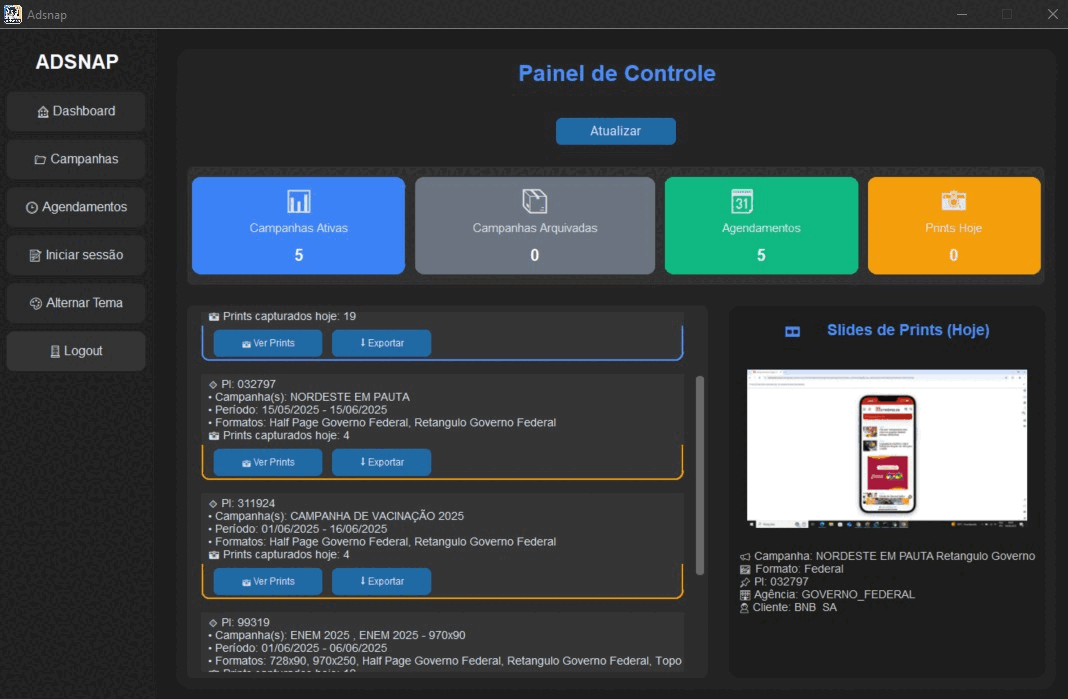 Adsnap
ADSNAP
Dashboard
Campanhas
Agendamentos
Iniciar sessão
Alternar Tema
Logout
Painel de Controle
Atualizar
Campanhas Ativas
5
Campanhas Arquivadas
0
31
Agendamentos
5
Prints Hoje
0
Prints capturados hoje: 19
Ver Prints
Exportar
PI: 032797
• Campanha(s): NORDESTE EM PAUTA
• Período: 15/05/2025 - 15/06/2025
• Formatos: Half Page Governo Federal, Retangulo Governo Federal
Prints capturados hoje: 4
Ver Prints
Exportar
PI: 311924
• Campanha(s): CAMPANHA DE VACINAÇÃO 2025
• Período: 01/06/2025 - 16/06/2025
• Formatos: Half Page Governo Federal, Retangulo Governo Federal
Prints capturados hoje: 4
Ver Prints
Exportar
PI: 99319
• Campanha(s): ENEM 2025 , ENEM 2025 - 970x90
• Período: 01/06/2025 - 06/06/2025
• Formatos: 728x90, 970x250, Half Page Governo Federal, Retangulo Governo Federal, Topo
Slides de Prints (Hoje)
Campanha: NORDESTE EM PAUTA Retangulo Governo
Formato: Federal
PI: 032797
Agência: GOVERNO_FEDERAL
Cliente: BNB SA